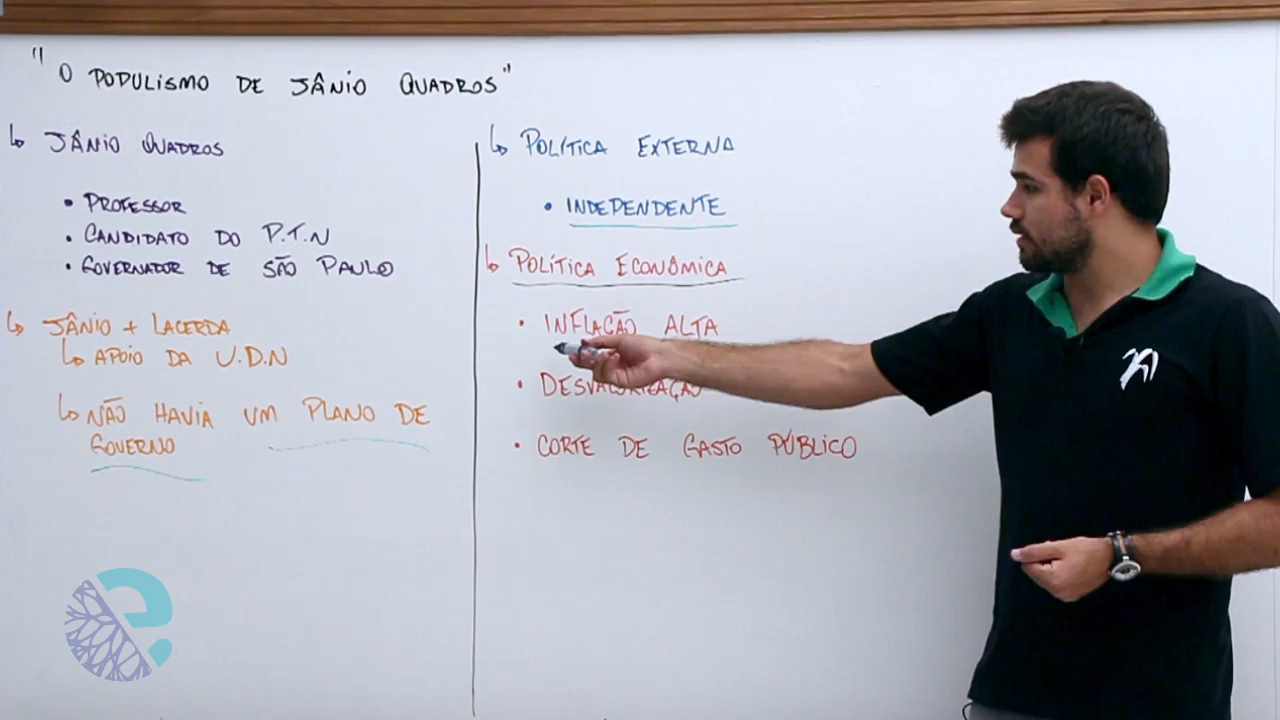 "O POPULISMO DE JÂNIO QUADROS"
↳ JÂNIO QUADROS
• PROFESSOR
• CANDIDATO DO P.T.N
• GOVERNADOR DE SÃO PAULO
↳ JÂNIO + LACERDA
↳ APOIO DA U.D.N
↳ NÃO HAVIA UM PLANO DE
GOVERNO
↳ POLÍTICA EXTERNA
• INDEPENDENTE
↳ POLÍTICA ECONÔMICA
• INFLAÇÃO ALTA
• DESVALORIZAÇÃO
• CORTE DE GASTO PÚBLICO